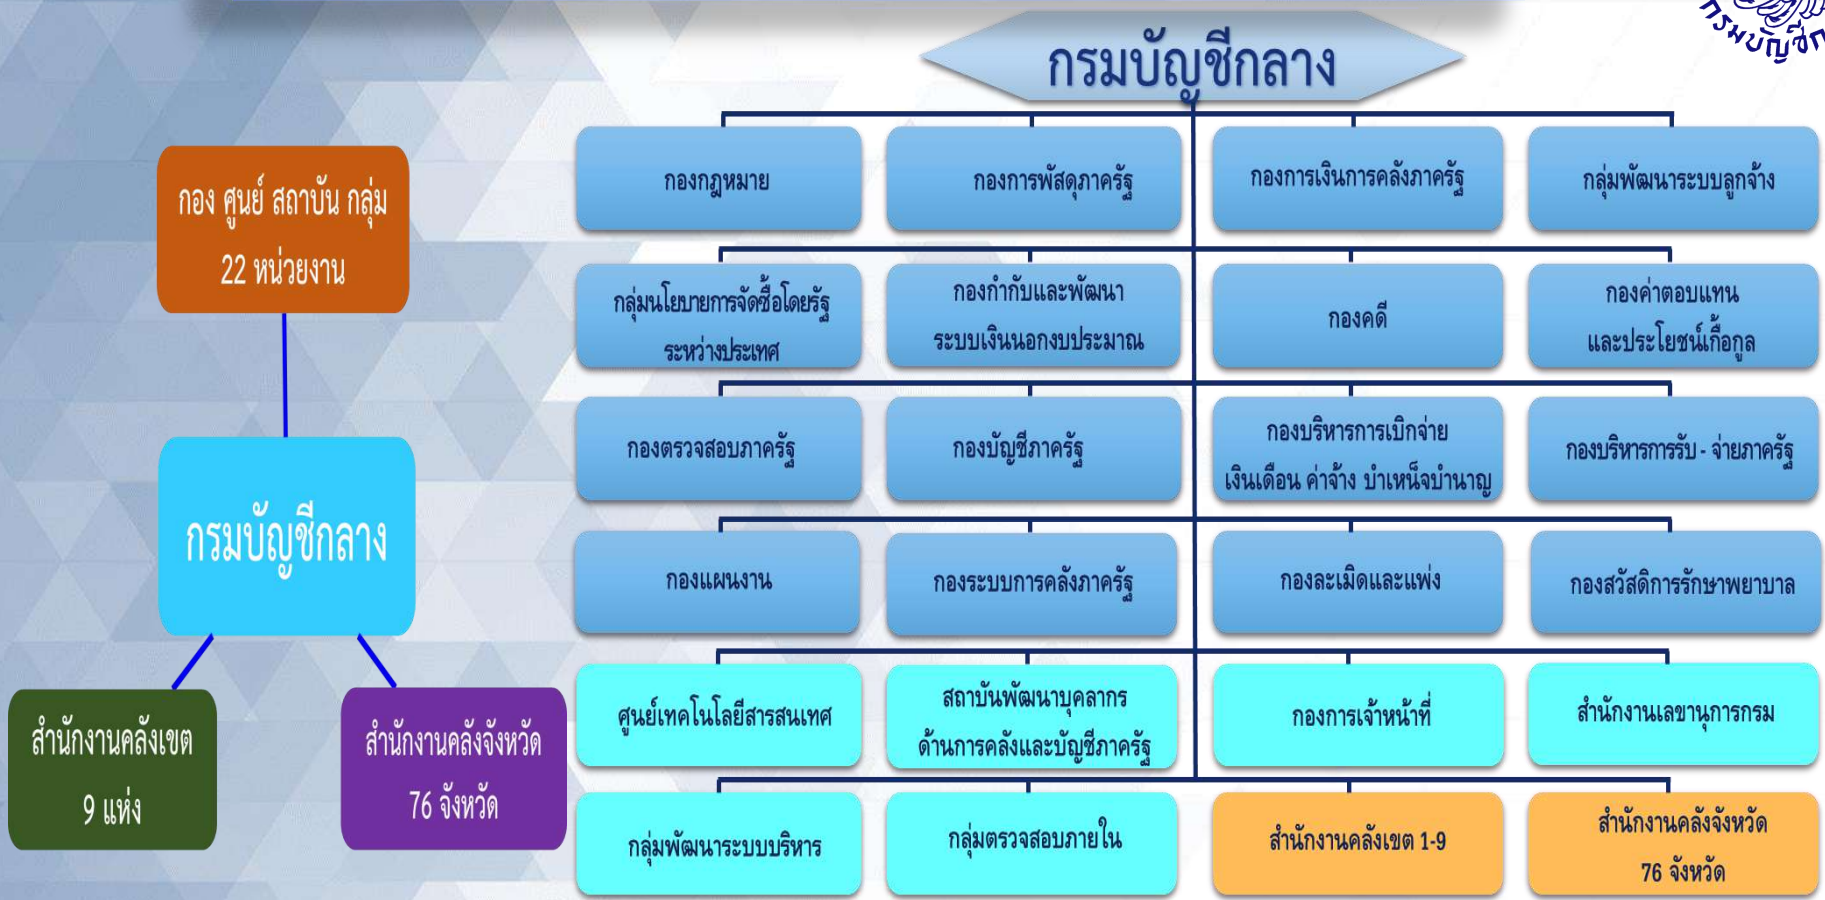 กรมบัญชีกลาง
กรมบัญชีก
กอง ศูนย์ สถาบัน กลุ่ม
22 หน่วยงาน
กรมบัญชีกลาง
สำนักงานคลังเขต
9 แห่ง
สำนักงานคลังจังหวัด
76 จังหวัด
กองกฎหมาย
กองการพัสดุภาครัฐ
กองการเงินการคลังภาครัฐ
กลุ่มพัฒนาระบบลูกจ้าง
กลุ่มนโยบายการจัดซื้อโดยรัฐ
ระหว่างประเทศ
กองกำกับและพัฒนา
ระบบเงินนอกงบประมาณ
กองคดี
กองค่าตอบแทน
และประโยชน์เกื้อกูล
กองตรวจสอบภาครัฐ
กองบัญชีภาครัฐ
กองบริหารการเบิกจ่าย
เงินเดือน ค่าจ้าง บำเหน็จบำนาญ
กองบริหารการรับ - จ่ายภาครัฐ
กองแผนงาน
กองระบบการคลังภาครัฐ
กองละเมิดและแพ่ง
กองสวัสดิการรักษาพยาบาล
ศูนย์เทคโนโลยีสารสนเทศ
สถาบันพัฒนาบุคลากร
ด้านการคลังและบัญชีภาครัฐ
กองการเจ้าหน้าที่
สำนักงานเลขานุการกรม
กลุ่มพัฒนาระบบบริหาร
กลุ่มตรวจสอบภายใน
สำนักงานคลังเขต 1-9
สำนักงานคลังจังหวัด
76 จังหวัด